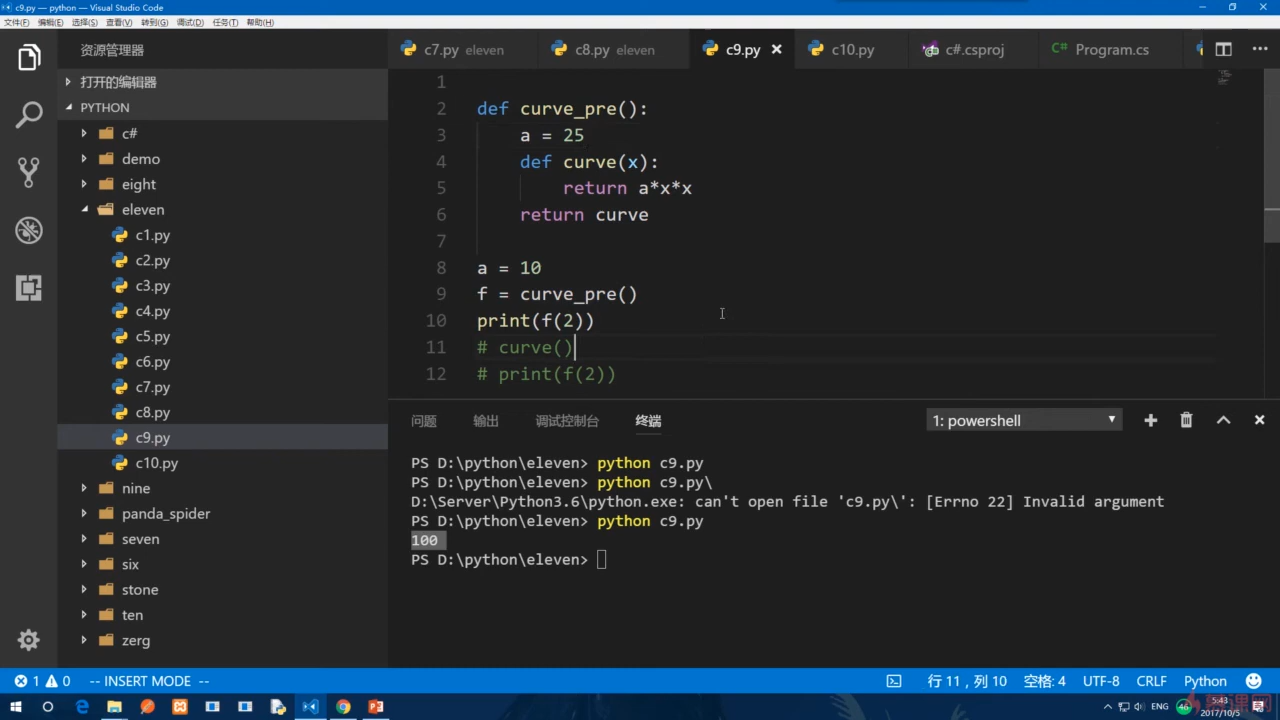 c9.py — python — Visual Studio Code
文件(F) 编辑(E) 选择(S) 查看(V) 转到(G) 调试(D) 任务(T) 帮助(H)
资源管理器
打开的编辑器
PYTHON
c#
demo
eight
eleven
c1.py
c2.py
c3.py
c4.py
c5.py
c6.py
c7.py
c8.py
c9.py
c10.py
nine
panda_spider
seven
six
stone
ten
zerg
c7.py eleven c8.py eleven c9.py c10.py c#.csproj C# Program.cs
1
2 def curve_pre():
3     a = 25
4     def curve(x):
5         return a*x*x
6     return curve
7
8 a = 10
9 f = curve_pre()
10 print(f(2))
11 # curve()
12 # print(f(2))
问题 输出 调试控制台 终端 1: powershell
PS D:\python\eleven> python c9.py
PS D:\python\eleven> python c9.py\
D:\Server\Python3.6\python.exe: can't open file 'c9.py\': [Errno 22] Invalid argument
PS D:\python\eleven> python c9.py
100
PS D:\python\eleven>
1 0 -- INSERT MODE -- 行 11，列 10 空格: 4 UTF-8 CRLF Python
ENG 46 5:43
2017/10/5
慕课网